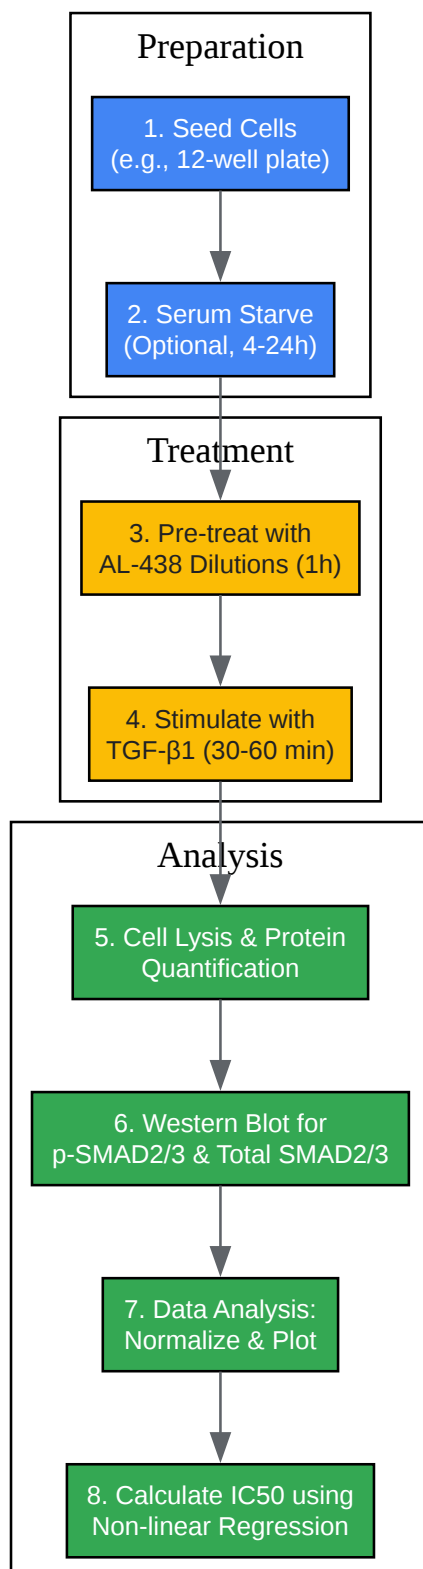 Preparation
1. Seed Cells
(e.g., 12-well plate)
2. Serum Starve
(Optional, 4-24h)
Treatment
3. Pre-treat with
AL-438 Dilutions (1h)
4. Stimulate with
TGF-β1 (30-60 min)
Analysis
5. Cell Lysis & Protein
Quantification
6. Western Blot for
p-SMAD2/3 & Total SMAD2/3
7. Data Analysis:
Normalize & Plot
8. Calculate IC50 using
Non-linear Regression